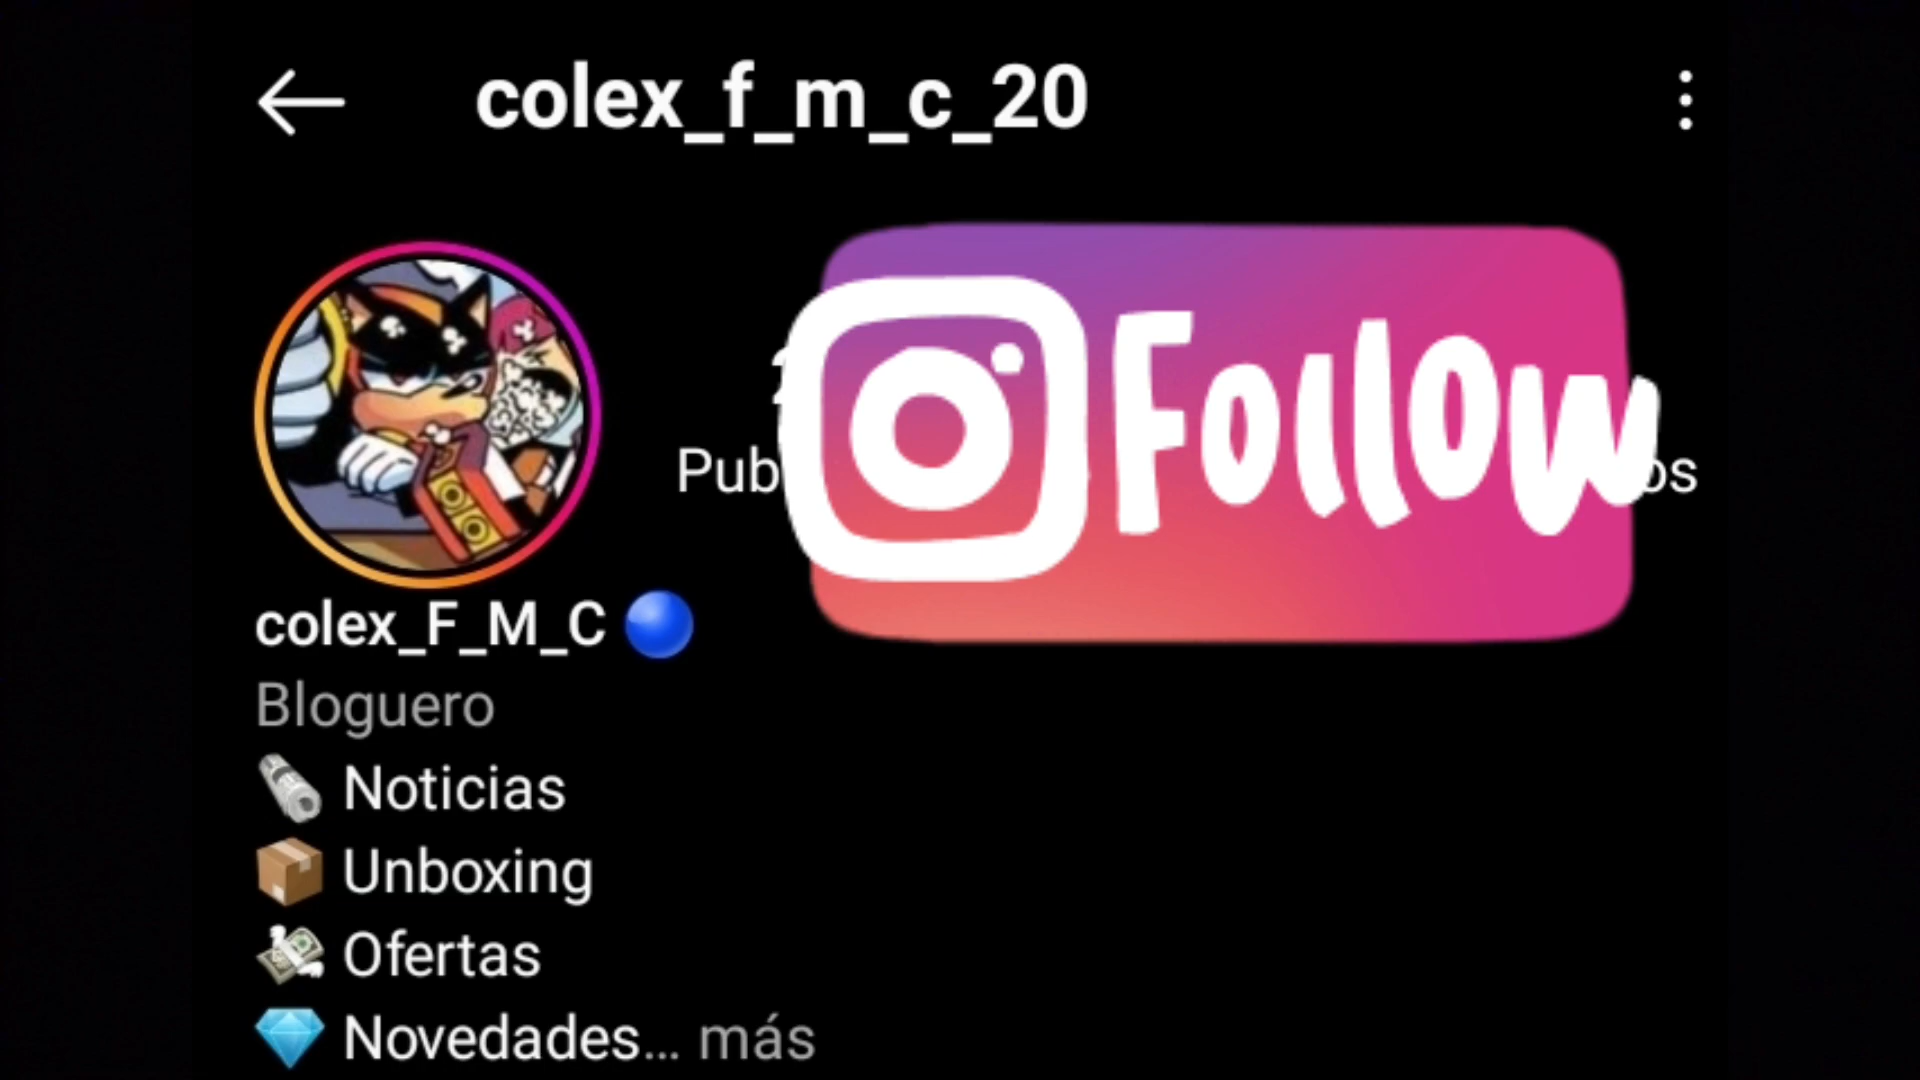 colex_f_m_c_20
Follow
colex_F_M_C
Bloguero
Noticias
Unboxing
Ofertas
Novedades... más